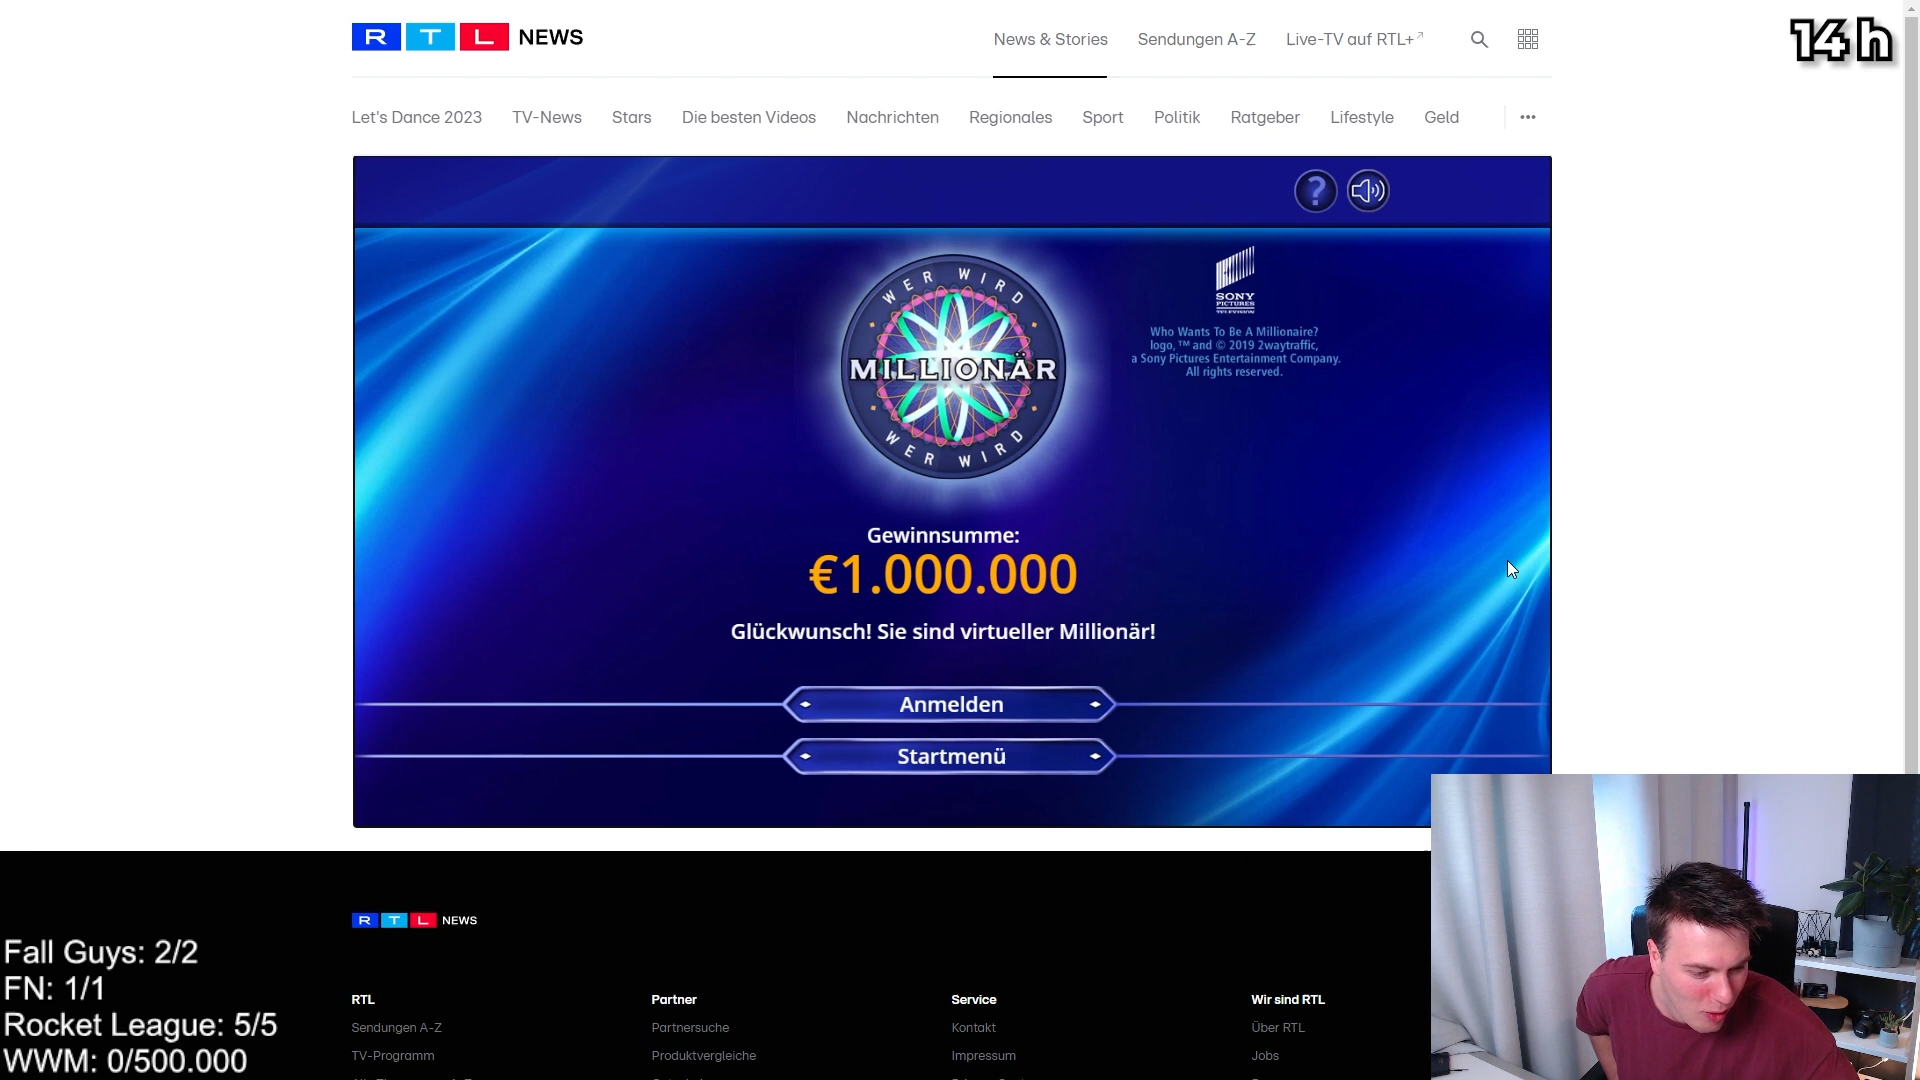 RTL NEWS
News & Stories
Sendungen A-Z
Live-TV auf RTL+
14h
Let's Dance 2023
TV-News
Stars
Die besten Videos
Nachrichten
Regionales
Sport
Politik
Ratgeber
Lifestyle
Geld
?
WER WIRD
MILLIONÄR
WER WIRD
SONY
PICTURES
TELEVISION
Who Wants To Be A Millionaire?
logo, ™ and © 2019 2waytraffic,
a Sony Pictures Entertainment Company.
All rights reserved.
Gewinnsumme:
€1.000.000
Glückwunsch! Sie sind virtueller Millionär!
Anmelden
Startmenü
RTL NEWS
Fall Guys: 2/2
FN: 1/1
Rocket League: 5/5
WWM: 0/500.000
RTL
Sendungen A-Z
TV-Programm
Partner
Partnersuche
Produktvergleiche
Service
Kontakt
Impressum
Wir sind RTL
Über RTL
Jobs